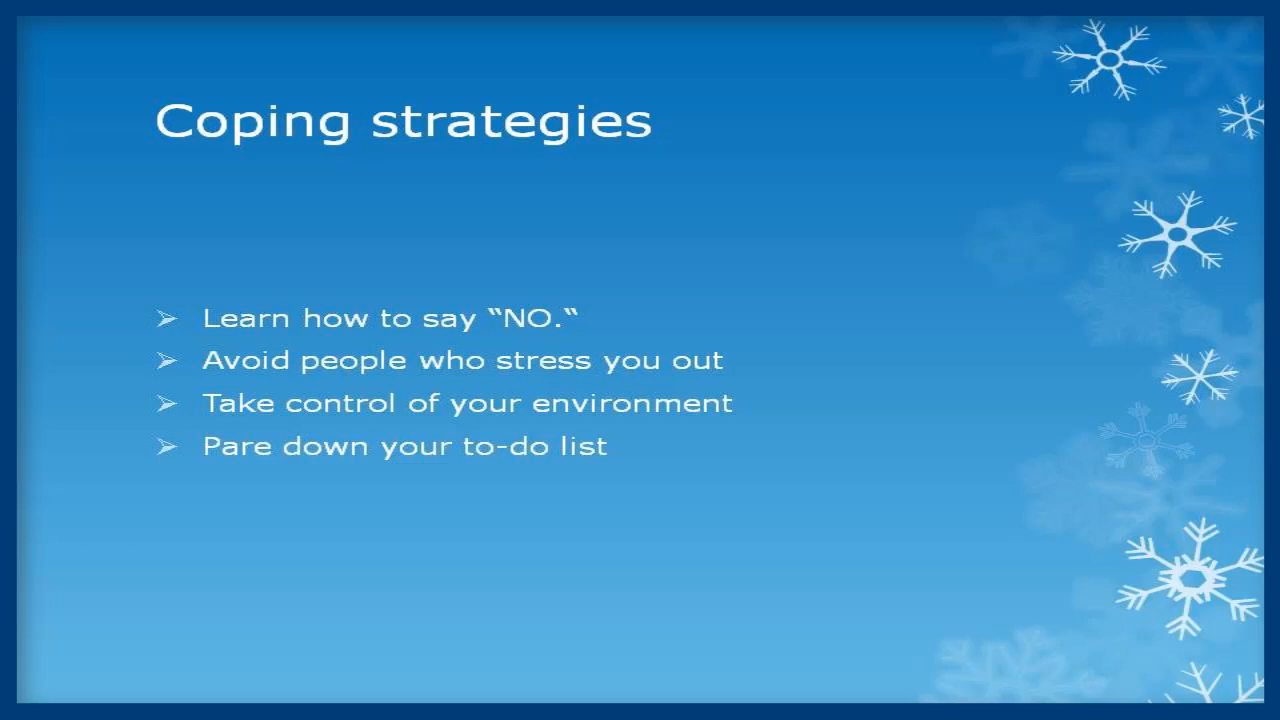 Coping strategies
➢ Learn how to say “NO.“
➢ Avoid people who stress you out
➢ Take control of your environment
➢ Pare down your to-do list